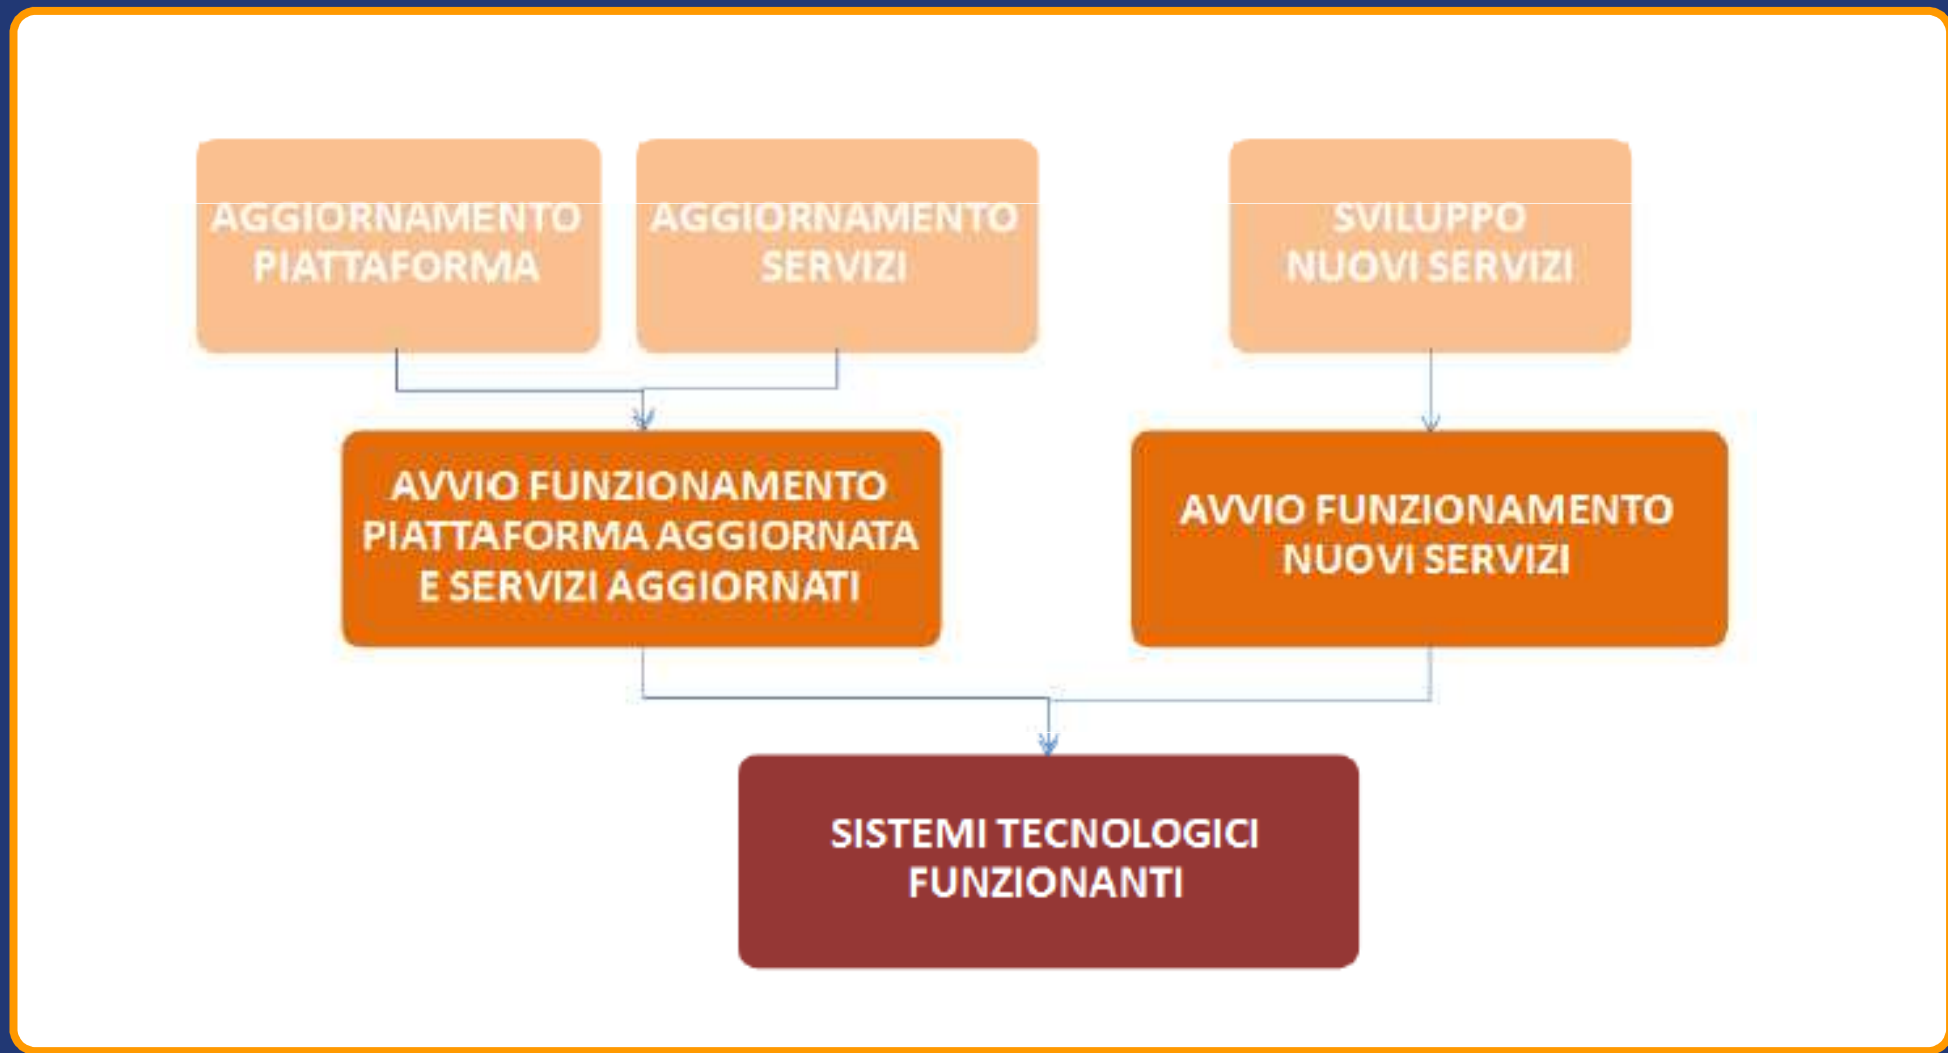 AGGIORNAMENTO
PIATTAFORMA
AGGIORNAMENTO
SERVIZI
SVILUPPO
NUOVI SERVIZI
AVVIO FUNZIONAMENTO
PIATTAFORMA AGGIORNATA
E SERVIZI AGGIORNATI
AVVIO FUNZIONAMENTO
NUOVI SERVIZI
SISTEMI TECNOLOGICI
FUNZIONANTI